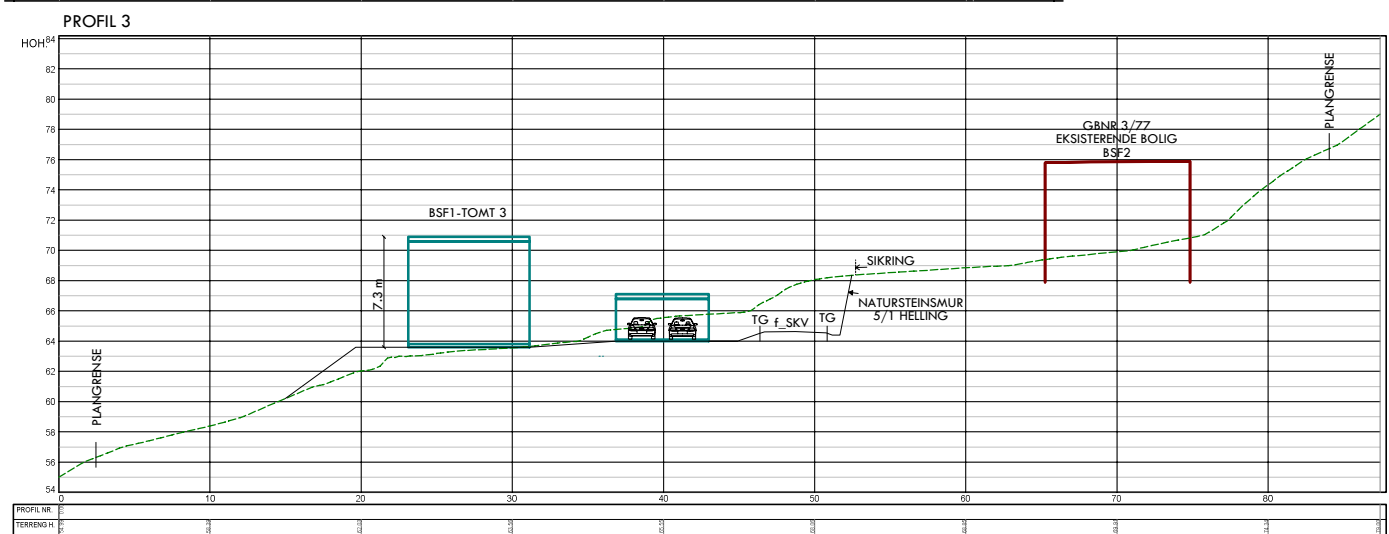 PROFIL 3
HOH.
84
82
80
78
76
74
72
70
68
66
64
62
60
58
56
54
PLANGRENSE
BSF1-TOMT 3
7.3 m
TG f_SKV TG
SIKRING
NATURSTEINSMUR
5/1 HELLING
GBNR 3/77
EKSISTERENDE BOLIG
BSF2
PLANGRENSE
0 10 20 30 40 50 60 70 80
PROFIL NR.
TERRENG H.